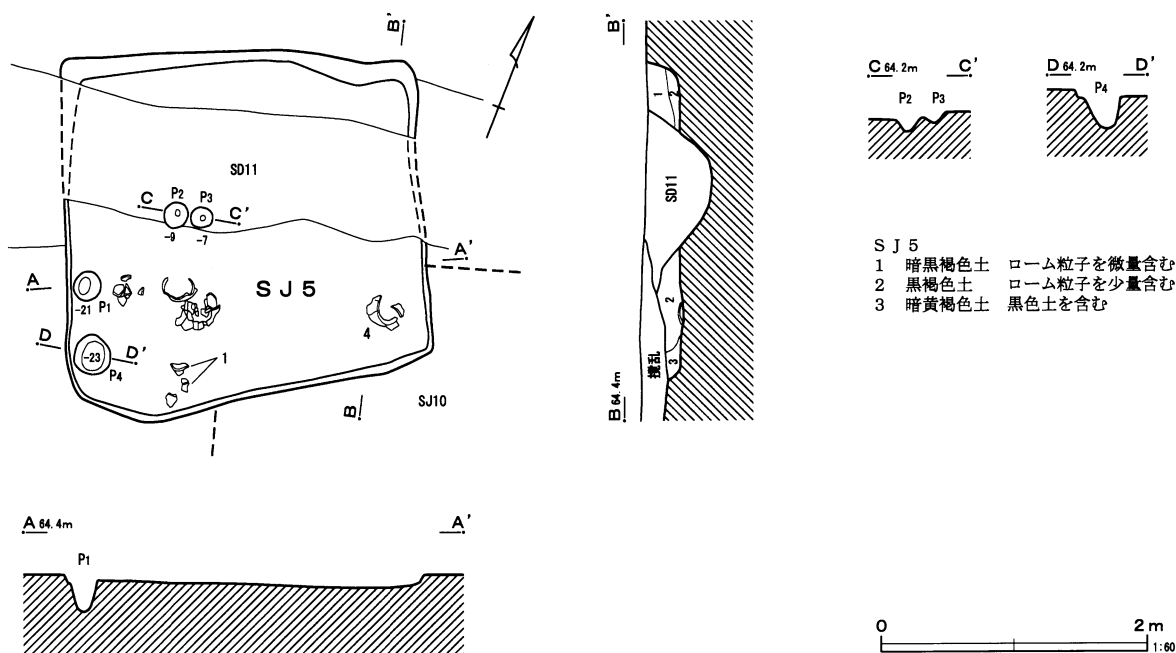 B'
SD11
C P2 P3 C'
-9 -7
A A'
-21 P1
SJ5
4
D -23 D'
P4
1
B
SJ10
B'
1 2
SD11
2
3
撹乱
B 64.4m
C 64.2m C'
P2 P3
D 64.2m D'
P4
SJ5
1 暗黒褐色土 ローム粒子を微量含む
2 黒褐色土 ローム粒子を少量含む
3 暗黄褐色土 黒色土を含む
A 64.4m A'
P1
0 2m
1:60